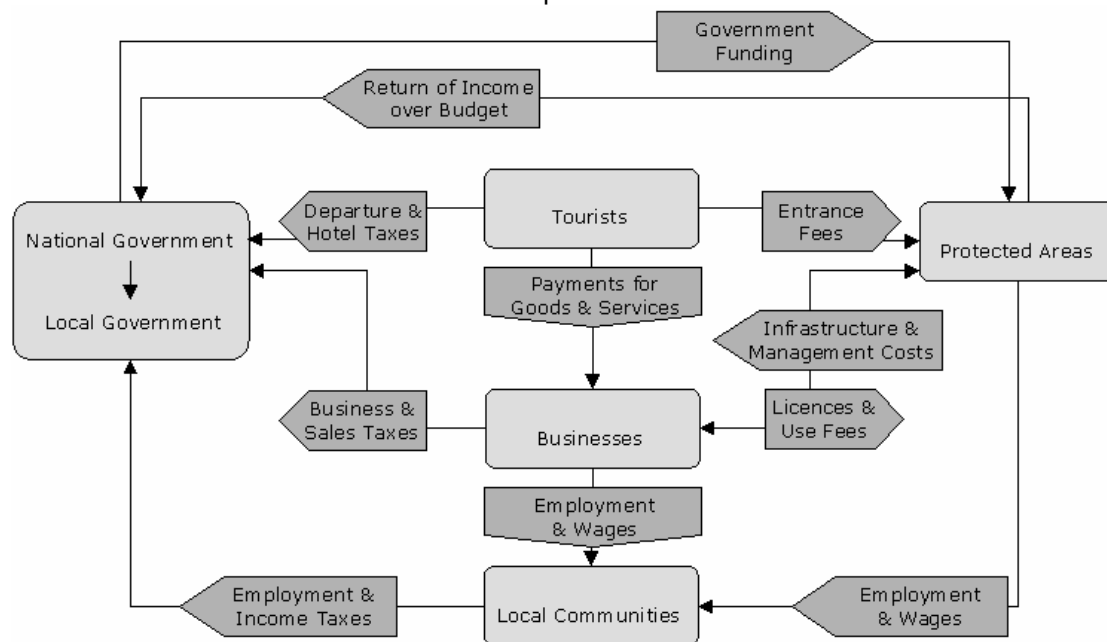 Government
Funding
Return of Income
over Budget
Departure &
Hotel Taxes
Tourists
Entrance
Fees
National Government
Local Government
Protected Areas
Payments for
Goods & Services
Infrastructure &
Management Costs
Business &
Sales Taxes
Businesses
Licences &
Use Fees
Employment
& Wages
Employment &
Income Taxes
Local Communities
Employment
& Wages